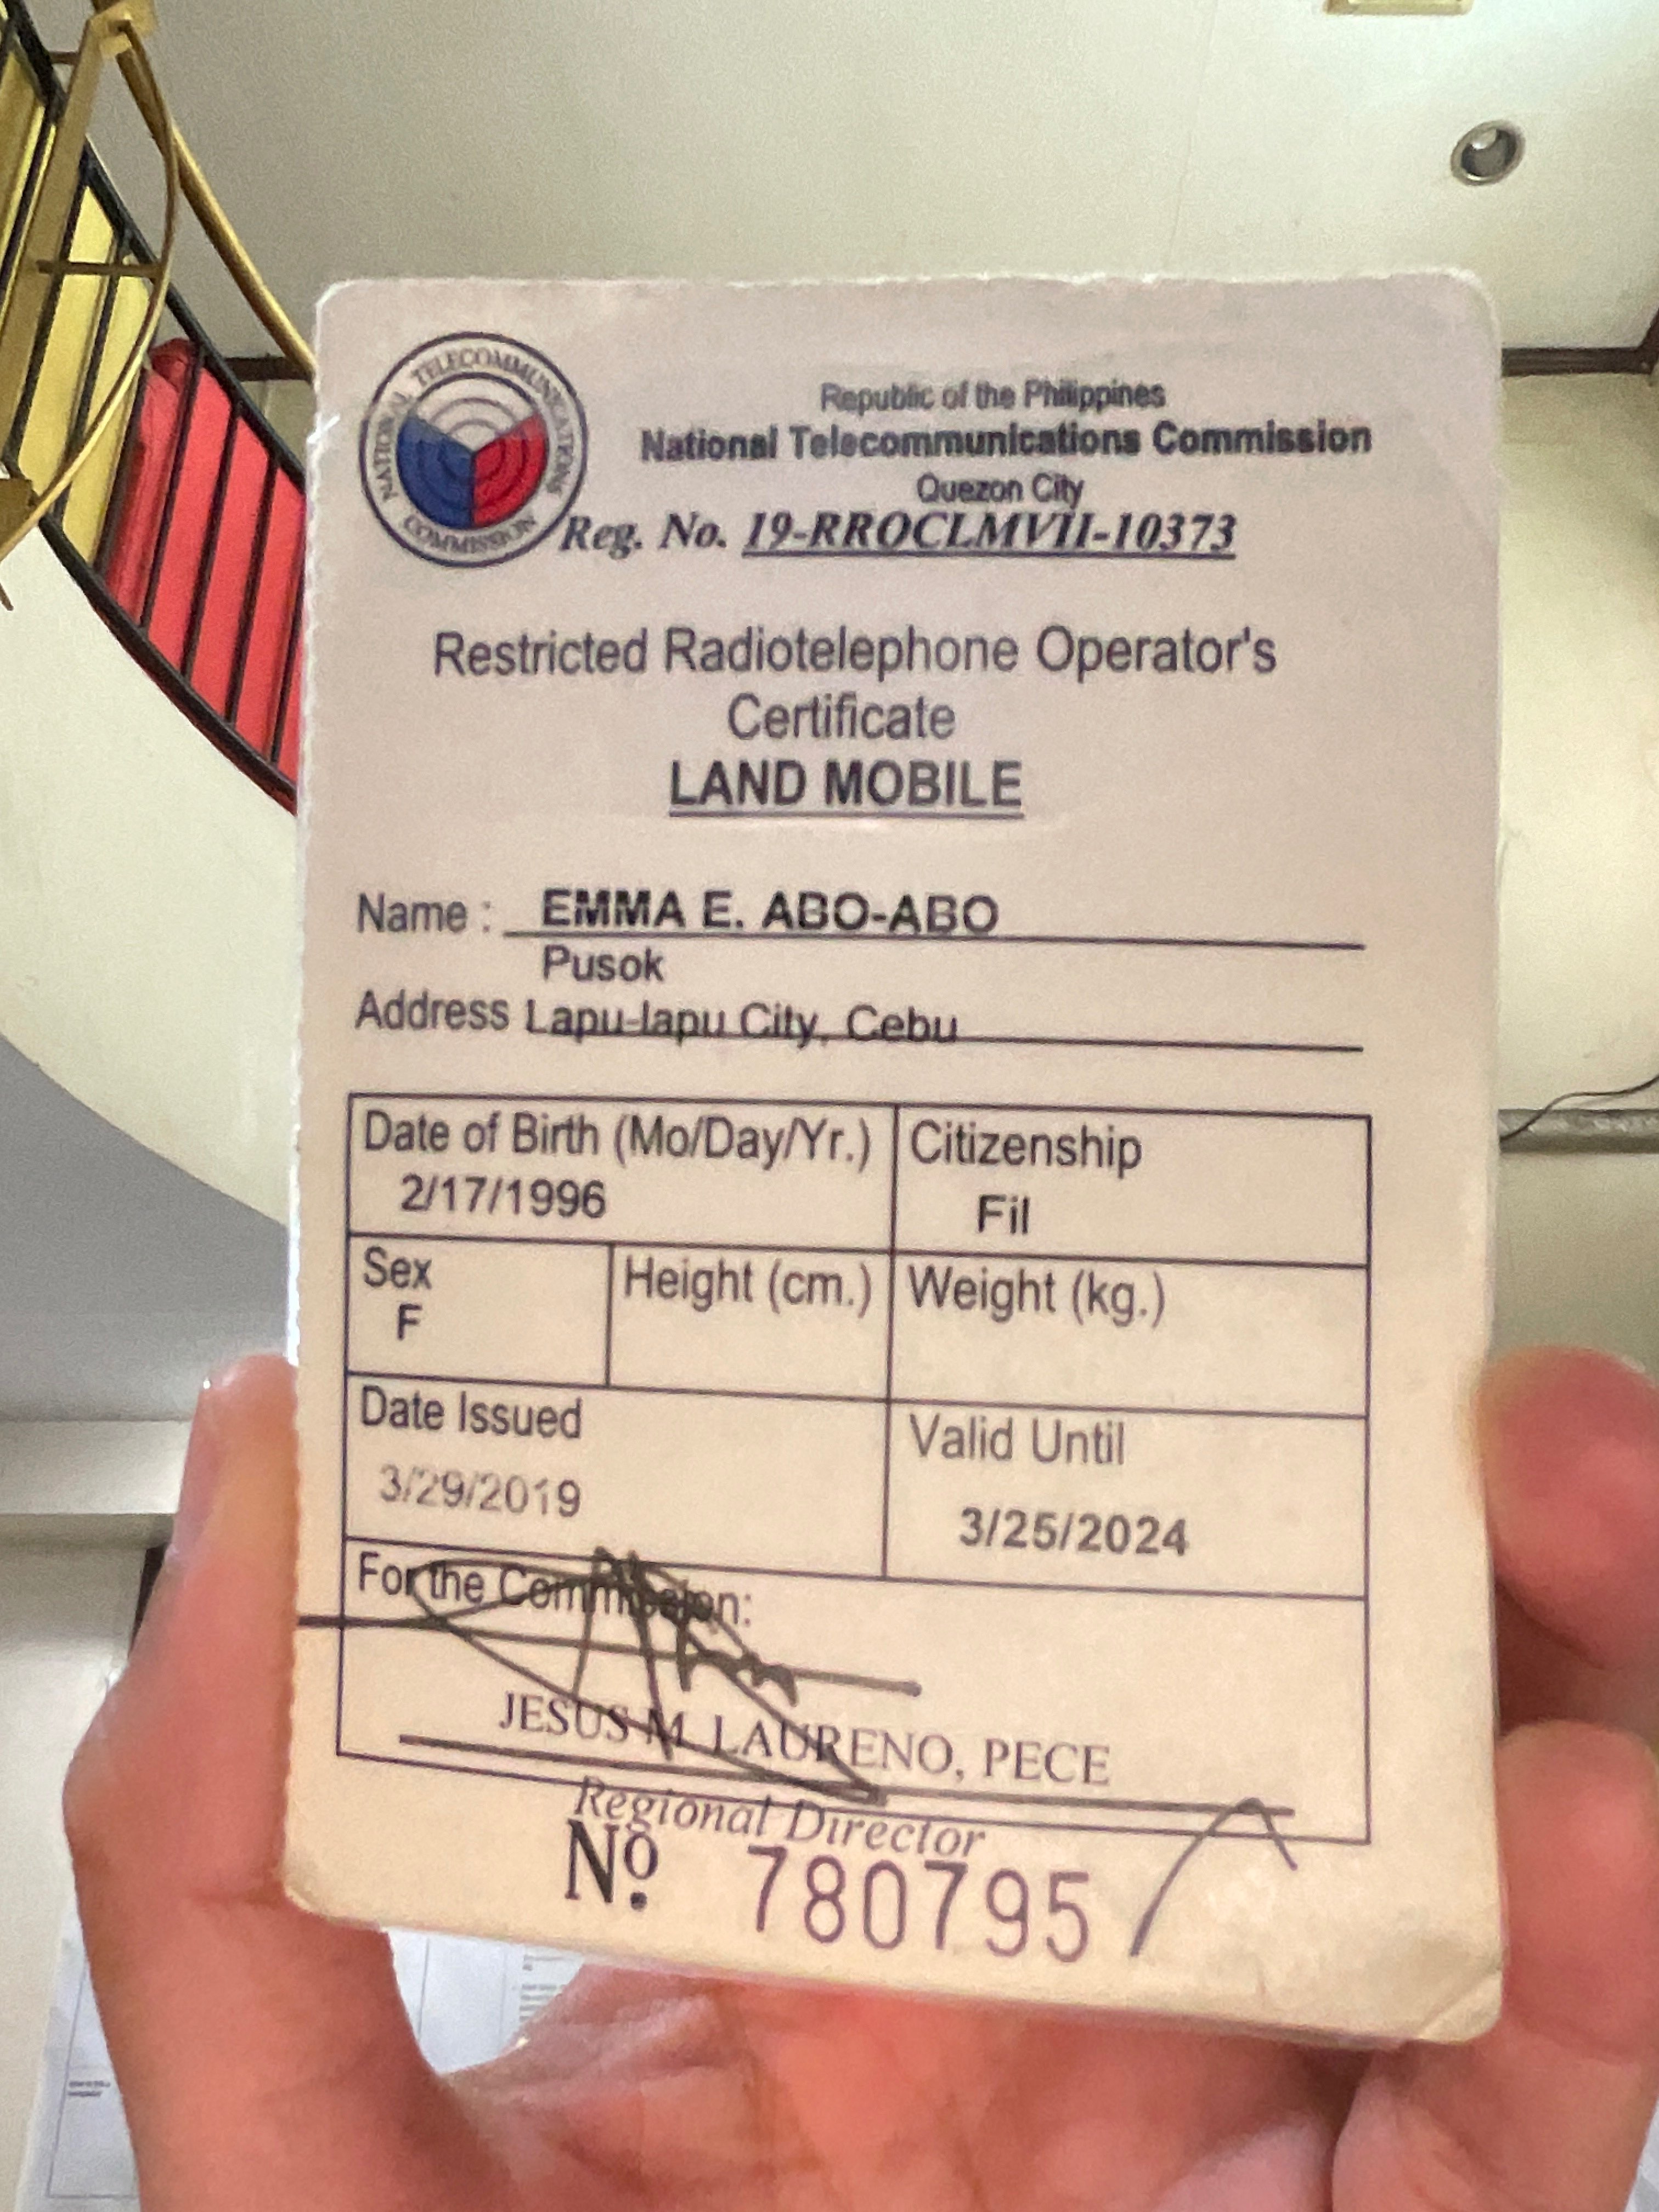 NATIONAL TELECOMMUNICATIONS COMMISSION
Republic of the Philippines
National Telecommunications Commission
Quezon City
Reg. No. 19-RROCLMVII-10373
Restricted Radiotelephone Operator's
Certificate
LAND MOBILE
Name : EMMA E. ABO-ABO
Pusok
Address Lapu-lapu City, Cebu
Date of Birth (Mo/Day/Yr.) Citizenship
2/17/1996 Fil
Sex Height (cm.) Weight (kg.)
F
Date Issued Valid Until
3/29/2019 3/25/2024
For the Commission:
JESUS M. LAURENO, PECE
Regional Director
Nº 780795